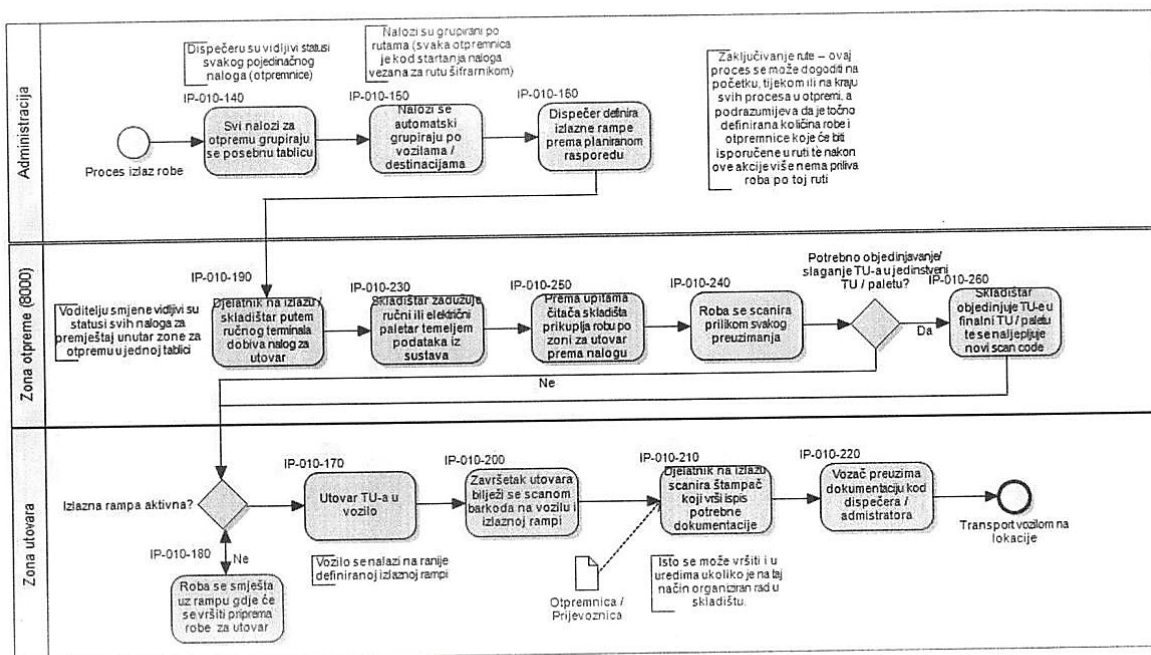 Administracija
Dispečeru su vidljivi statusi
svakog pojedinačnog
naloga (otpremnice)
Nalozi su grupirani po
rutama (svaka otpremnica
je kod startanja naloga
vezana za rutu šifrarnikom)
Zaključivanje rute – ovaj
proces se može dogoditi na
početku, tijekom ili na kraju
svih procesa u otpremi, a
podrazumijeva da je točno
definirana količina robe i
otpremnice koje će biti
isporučene u ruti te nakon
ove akcije više nema priliva
roba po toj ruti
Proces izlaz robe
IP-010-140
Svi nalozi za
otpremu grupiraju
se posebnu tablicu
IP-010-150
Nalozi se
automatski
grupiraju po
vozilama /
destinacijama
IP-010-160
Dispečer definira
izlazne rampe
prema planiranom
rasporedu
Zona otpreme (8000)
Voditelju smjene vidljivi su
statusi svih naloga za
premještaj unutar zone za
otpremu u jednoj tablici
IP-010-190
Djelatnik na izlazu /
skladištar putem
ručnog terminala
dobiva nalog za
utovar
IP-010-230
Skladištar zadužuje
ručni ili električni
paletar temeljem
podataka iz
sustava
IP-010-250
Prema upitama
čitača skladišta
prikuplja robu po
zoni za utovar
prema nalogu
IP-010-240
Roba se scanira
prilikom svakog
preuzimanja
Potrebno objedinjavanje/
slaganje TU-a u jedinstveni
TU / paletu?
Da
Ne
IP-010-260
Skladištar
objedinjuje TU-e u
finalni TU / paletu
te se naljepljuje
novi scan code
Zona utovara
Izlazna rampa aktivna?
IP-010-180
Ne
Roba se smješta
uz rampu gdje će
se vršiti priprema
robe za utovar
IP-010-170
Utovar TU-a u
vozilo
Vozilo se nalazi na ranije
definiranoj izlaznoj rampi
IP-010-200
Završetak utovara
bilježi se scanom
barkoda na vozilu i
izlaznoj rampi
IP-010-210
Djelatnik na izlazu
scanira štampač
koji vrši ispis
potrebne
dokumentacije
Otpremnica /
Prijevoznica
Isto se može vršiti i u
uredima ukoliko je na taj
način organiziran rad u
skladištu.
IP-010-220
Vozač preuzima
dokumentaciju kod
dispečera /
admistratora
Transport vozilom na
lokacije